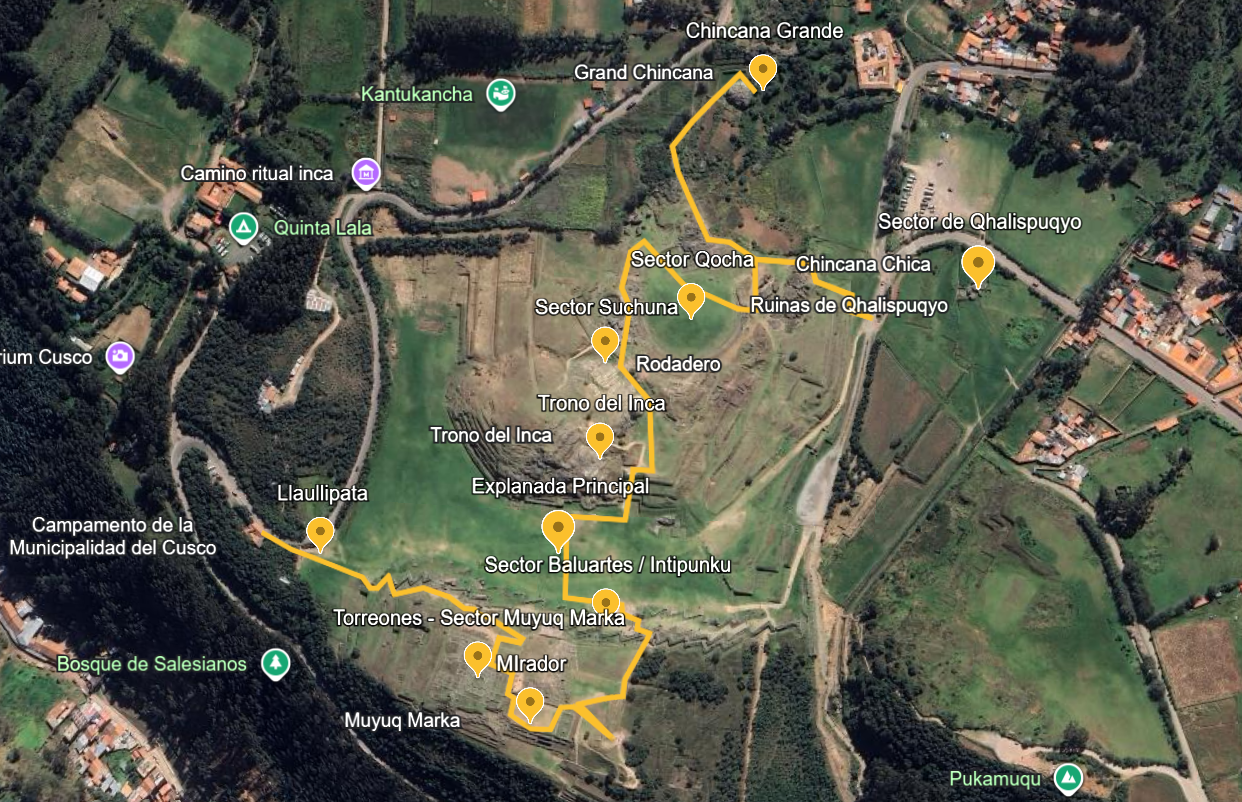 Chincana Grande
Grand Chincana
Kantukancha
Camino ritual inca
Quinta Lala
Sector de Qhalispuqyo
Sector Qocha
Chincana Chica
Sector Suchuna
Ruinas de Qhalispuqyo
rium Cusco
Rodadero
Trono del Inca
Trono del Inca
Explanada Principal
Llaullipata
Campamento de la
Municipalidad del Cusco
Sector Baluartes / Intipunku
Torreones - Sector Muyuq Marka
Bosque de Salesianos
MIrador
Muyuq Marka
Pukamuqu